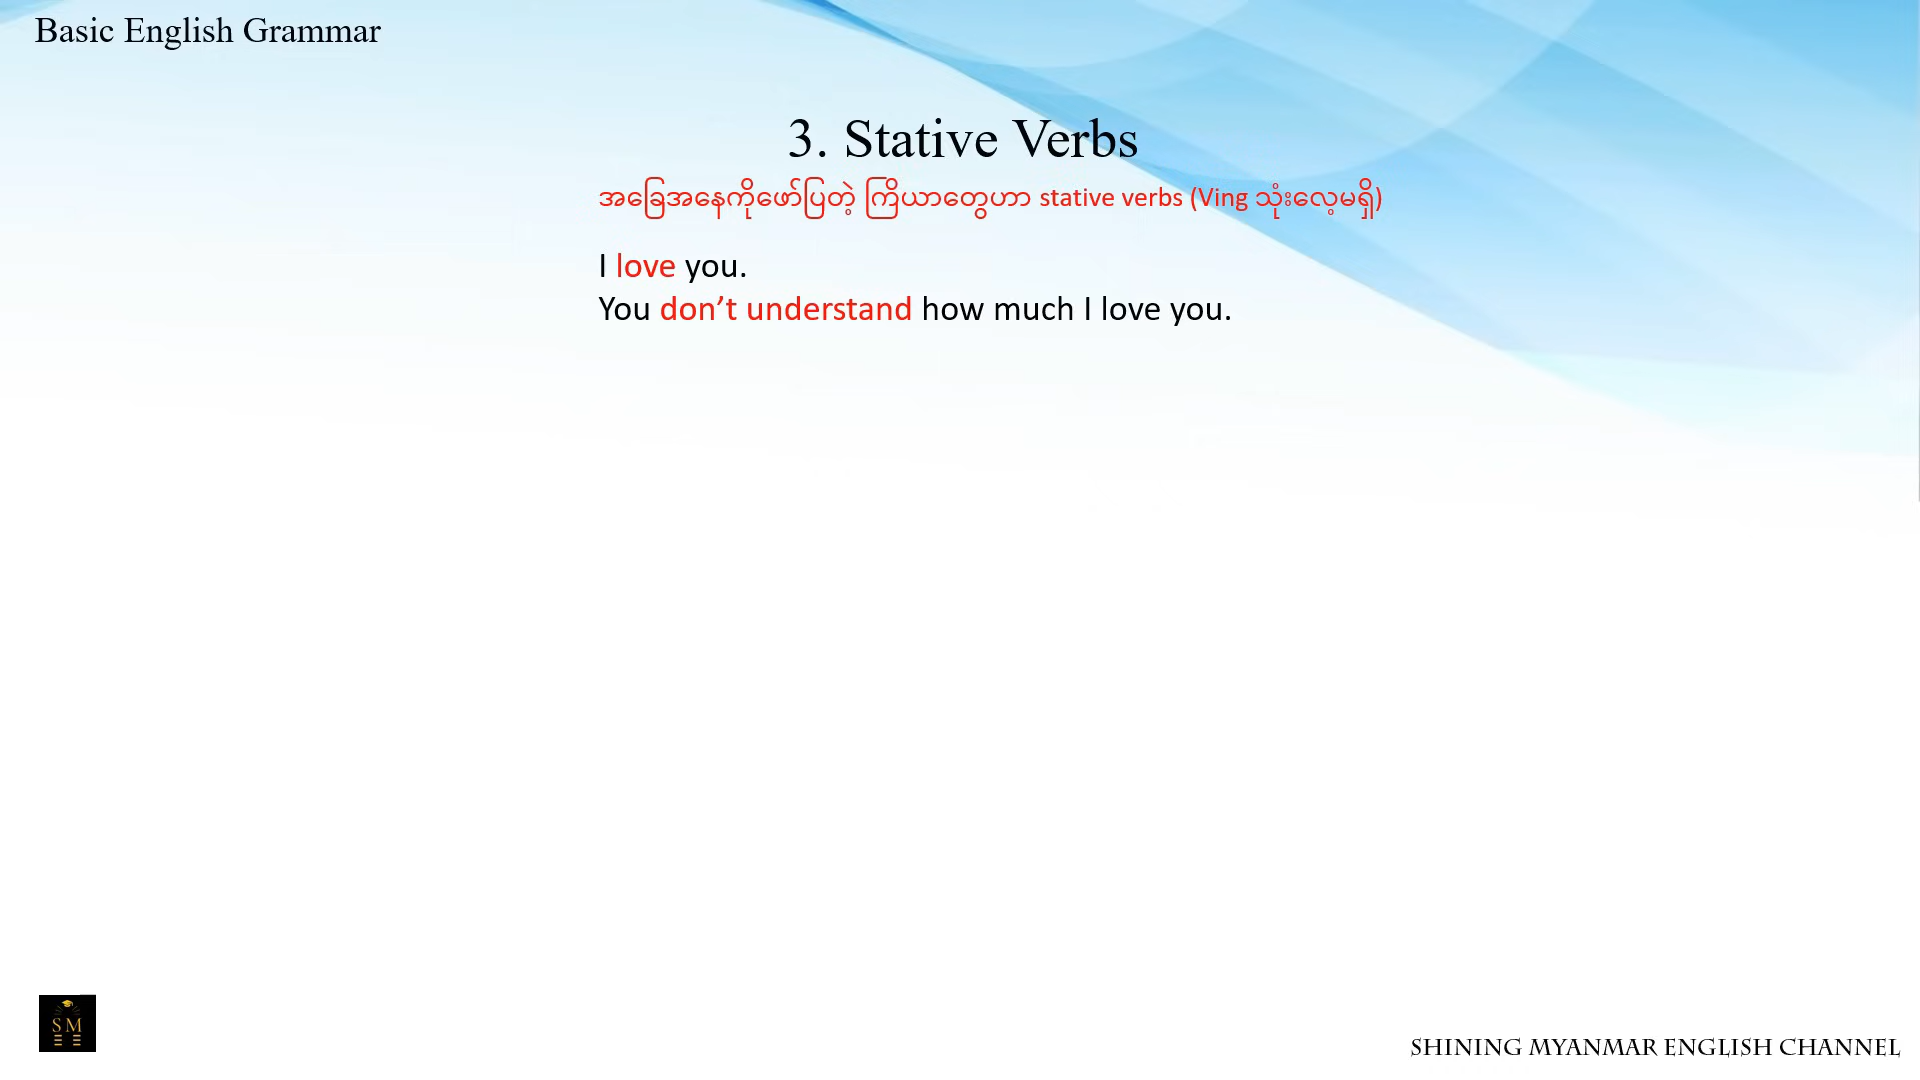 Basic English Grammar
3. Stative Verbs
အခြေအနေကိုဖော်ပြတဲ့ ကြိယာတွေဟာ stative verbs (Ving သုံးလေ့မရှိ)
I love you.
You don’t understand how much I love you.
SM
SHINING MYANMAR ENGLISH CHANNEL